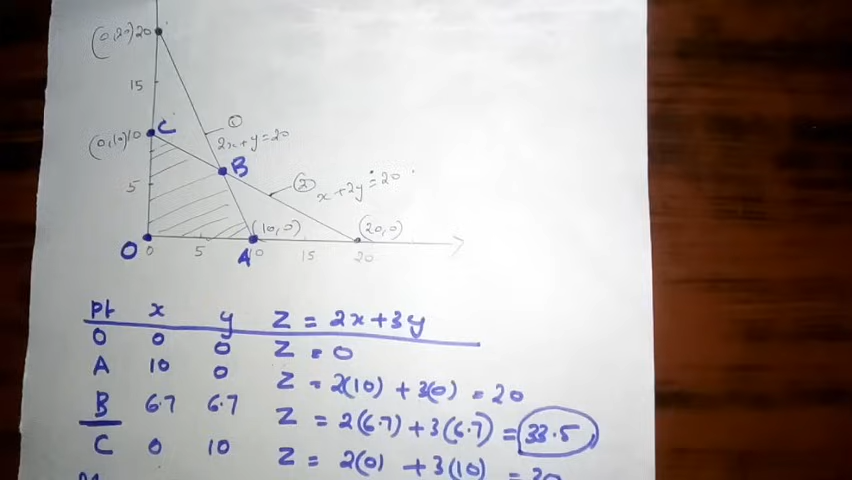 (0,20) 20
15
①
2x+y=20
(0,10) 10 C
B
② x+2y=20
5
(10,0) (20,0)
O 0 5 A 10 15 20
Pt x y Z = 2x+3y
O 0 0 Z = 0
A 10 0 Z = 2(10) + 3(0) = 20
B 6.7 6.7 Z = 2(6.7) + 3(6.7) = 33.5
C 0 10 Z = 2(0) + 3(10) = 30